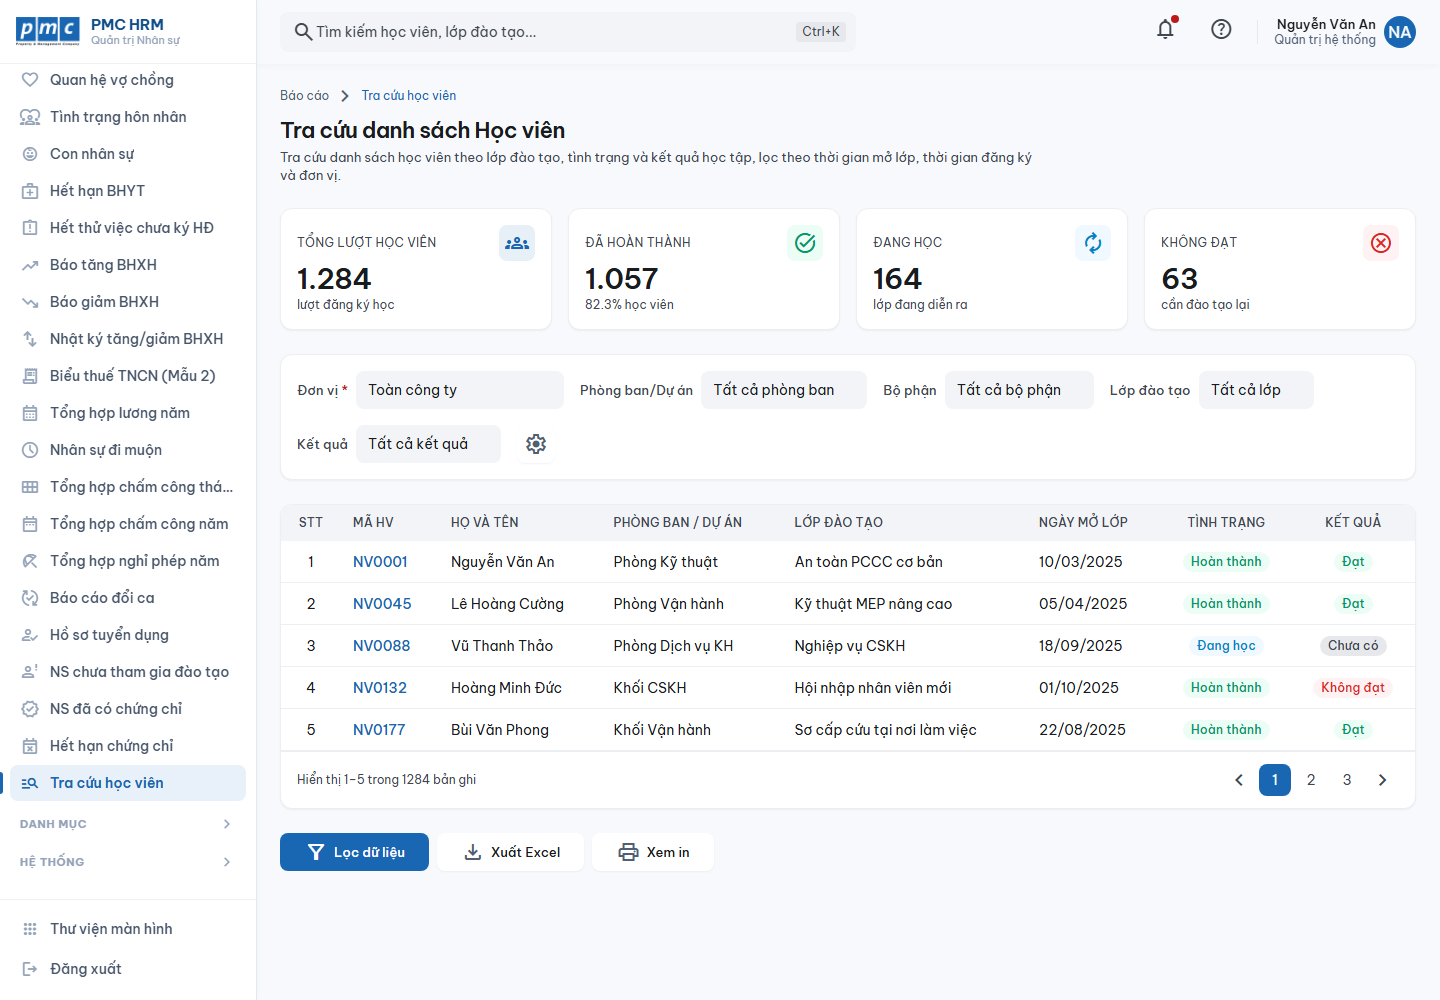 pmc
PMC HRM
Quản trị Nhân sự
Tìm kiếm học viên, lớp đào tạo...
Ctrl+K
Nguyễn Văn An
Quản trị hệ thống
NA
Quan hệ vợ chồng
Tình trạng hôn nhân
Con nhân sự
Hết hạn BHYT
Hết thử việc chưa ký HĐ
Báo tăng BHXH
Báo giảm BHXH
Nhật ký tăng/giảm BHXH
Biểu thuế TNCN (Mẫu 2)
Tổng hợp lương năm
Nhân sự đi muộn
Tổng hợp chấm công thá...
Tổng hợp chấm công năm
Tổng hợp nghỉ phép năm
Báo cáo đổi ca
Hồ sơ tuyển dụng
NS chưa tham gia đào tạo
NS đã có chứng chỉ
Hết hạn chứng chỉ
Tra cứu học viên
DANH MỤC
HỆ THỐNG
Thư viện màn hình
Đăng xuất
Báo cáo > Tra cứu học viên
Tra cứu danh sách Học viên
Tra cứu danh sách học viên theo lớp đào tạo, tình trạng và kết quả học tập, lọc theo thời gian mở lớp, thời gian đăng ký
và đơn vị.
TỔNG LƯỢT HỌC VIÊN
1.284
lượt đăng ký học
ĐÃ HOÀN THÀNH
1.057
82.3% học viên
ĐANG HỌC
164
lớp đang diễn ra
KHÔNG ĐẠT
63
cần đào tạo lại
Đơn vị * Toàn công ty Phòng ban/Dự án Tất cả phòng ban Bộ phận Tất cả bộ phận Lớp đào tạo Tất cả lớp
Kết quả Tất cả kết quả
STT MÃ HV HỌ VÀ TÊN PHÒNG BAN / DỰ ÁN LỚP ĐÀO TẠO NGÀY MỞ LỚP TÌNH TRẠNG KẾT QUẢ
1 NV0001 Nguyễn Văn An Phòng Kỹ thuật An toàn PCCC cơ bản 10/03/2025 Hoàn thành Đạt
2 NV0045 Lê Hoàng Cường Phòng Vận hành Kỹ thuật MEP nâng cao 05/04/2025 Hoàn thành Đạt
3 NV0088 Vũ Thanh Thảo Phòng Dịch vụ KH Nghiệp vụ CSKH 18/09/2025 Đang học Chưa có
4 NV0132 Hoàng Minh Đức Khối CSKH Hội nhập nhân viên mới 01/10/2025 Hoàn thành Không đạt
5 NV0177 Bùi Văn Phong Khối Vận hành Sơ cấp cứu tại nơi làm việc 22/08/2025 Hoàn thành Đạt
Hiển thị 1-5 trong 1284 bản ghi
1 2 3
Lọc dữ liệu
Xuất Excel
Xem in